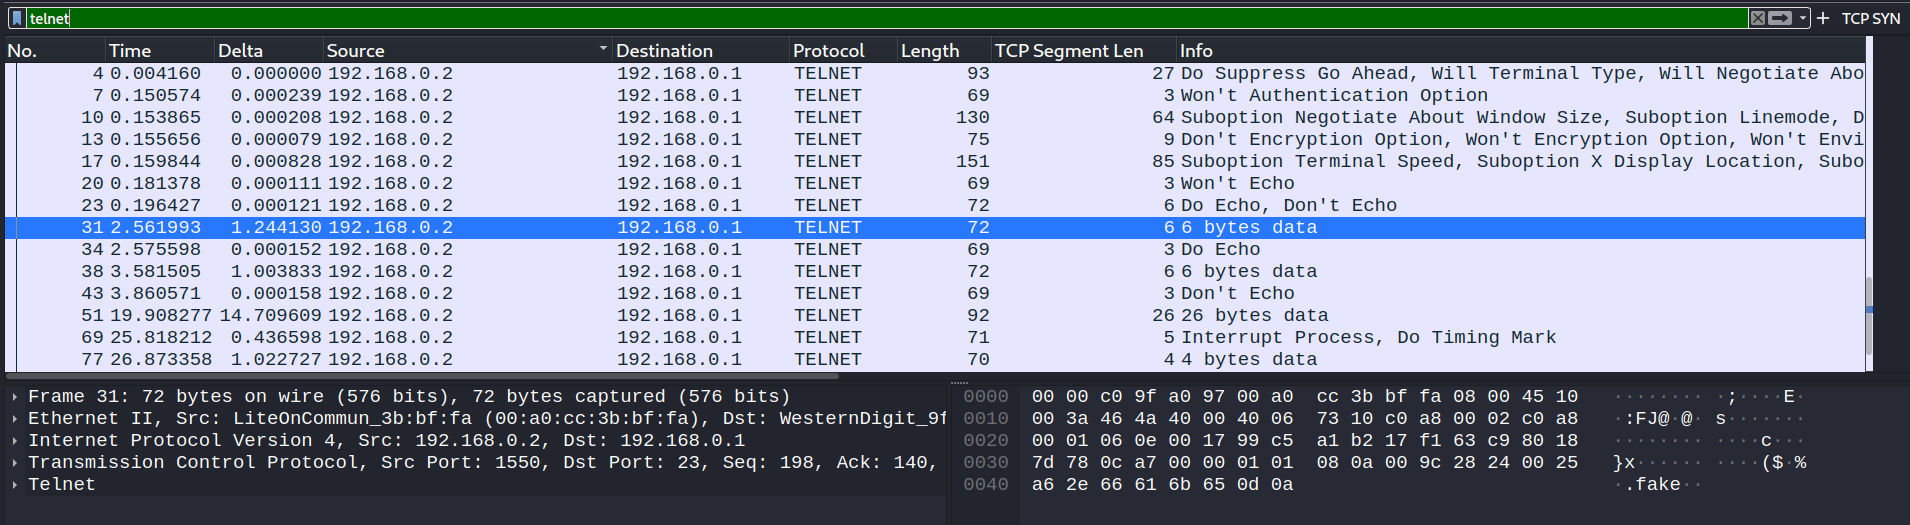 telnet TCP SYN
No. Time Delta Source Destination Protocol Length TCP Segment Len Info
4 0.004160 0.000000 192.168.0.2 192.168.0.1 TELNET 93 27 Do Suppress Go Ahead, Will Terminal Type, Will Negotiate Abo
7 0.150574 0.000239 192.168.0.2 192.168.0.1 TELNET 69 3 Won't Authentication Option
10 0.153865 0.000208 192.168.0.2 192.168.0.1 TELNET 130 64 Suboption Negotiate About Window Size, Suboption Linemode, D
13 0.155656 0.000079 192.168.0.2 192.168.0.1 TELNET 75 9 Don't Encryption Option, Won't Encryption Option, Won't Envi
17 0.159844 0.000828 192.168.0.2 192.168.0.1 TELNET 151 85 Suboption Terminal Speed, Suboption X Display Location, Subo
20 0.181378 0.000111 192.168.0.2 192.168.0.1 TELNET 69 3 Won't Echo
23 0.196427 0.000121 192.168.0.2 192.168.0.1 TELNET 72 6 Do Echo, Don't Echo
31 2.561993 1.244130 192.168.0.2 192.168.0.1 TELNET 72 6 6 bytes data
34 2.575598 0.000152 192.168.0.2 192.168.0.1 TELNET 69 3 Do Echo
38 3.581505 1.003833 192.168.0.2 192.168.0.1 TELNET 72 6 6 bytes data
43 3.860571 0.000158 192.168.0.2 192.168.0.1 TELNET 69 3 Don't Echo
51 19.908277 14.709609 192.168.0.2 192.168.0.1 TELNET 92 26 26 bytes data
69 25.818212 0.436598 192.168.0.2 192.168.0.1 TELNET 71 5 Interrupt Process, Do Timing Mark
77 26.873358 1.022727 192.168.0.2 192.168.0.1 TELNET 70 4 4 bytes data
Frame 31: 72 bytes on wire (576 bits), 72 bytes captured (576 bits)
Ethernet II, Src: LiteOnCommun_3b:bf:fa (00:a0:cc:3b:bf:fa), Dst: WesternDigit_9f
Internet Protocol Version 4, Src: 192.168.0.2, Dst: 192.168.0.1
Transmission Control Protocol, Src Port: 1550, Dst Port: 23, Seq: 198, Ack: 140,
Telnet
0000 00 00 c0 9f a0 97 00 a0 cc 3b bf fa 08 00 45 10 ········ ·;····E·
0010 00 3a 46 4a 40 00 40 06 73 10 c0 a8 00 02 c0 a8 ·:FJ@·@· s·······
0020 00 01 06 0e 00 17 99 c5 a1 b2 17 f1 63 c9 80 18 ········ ····c···
0030 7d 78 0c a7 00 00 01 01 08 0a 00 9c 28 24 00 25 }x······ ····($·%
0040 a6 2e 66 61 6b 65 0d 0a ·.fake··